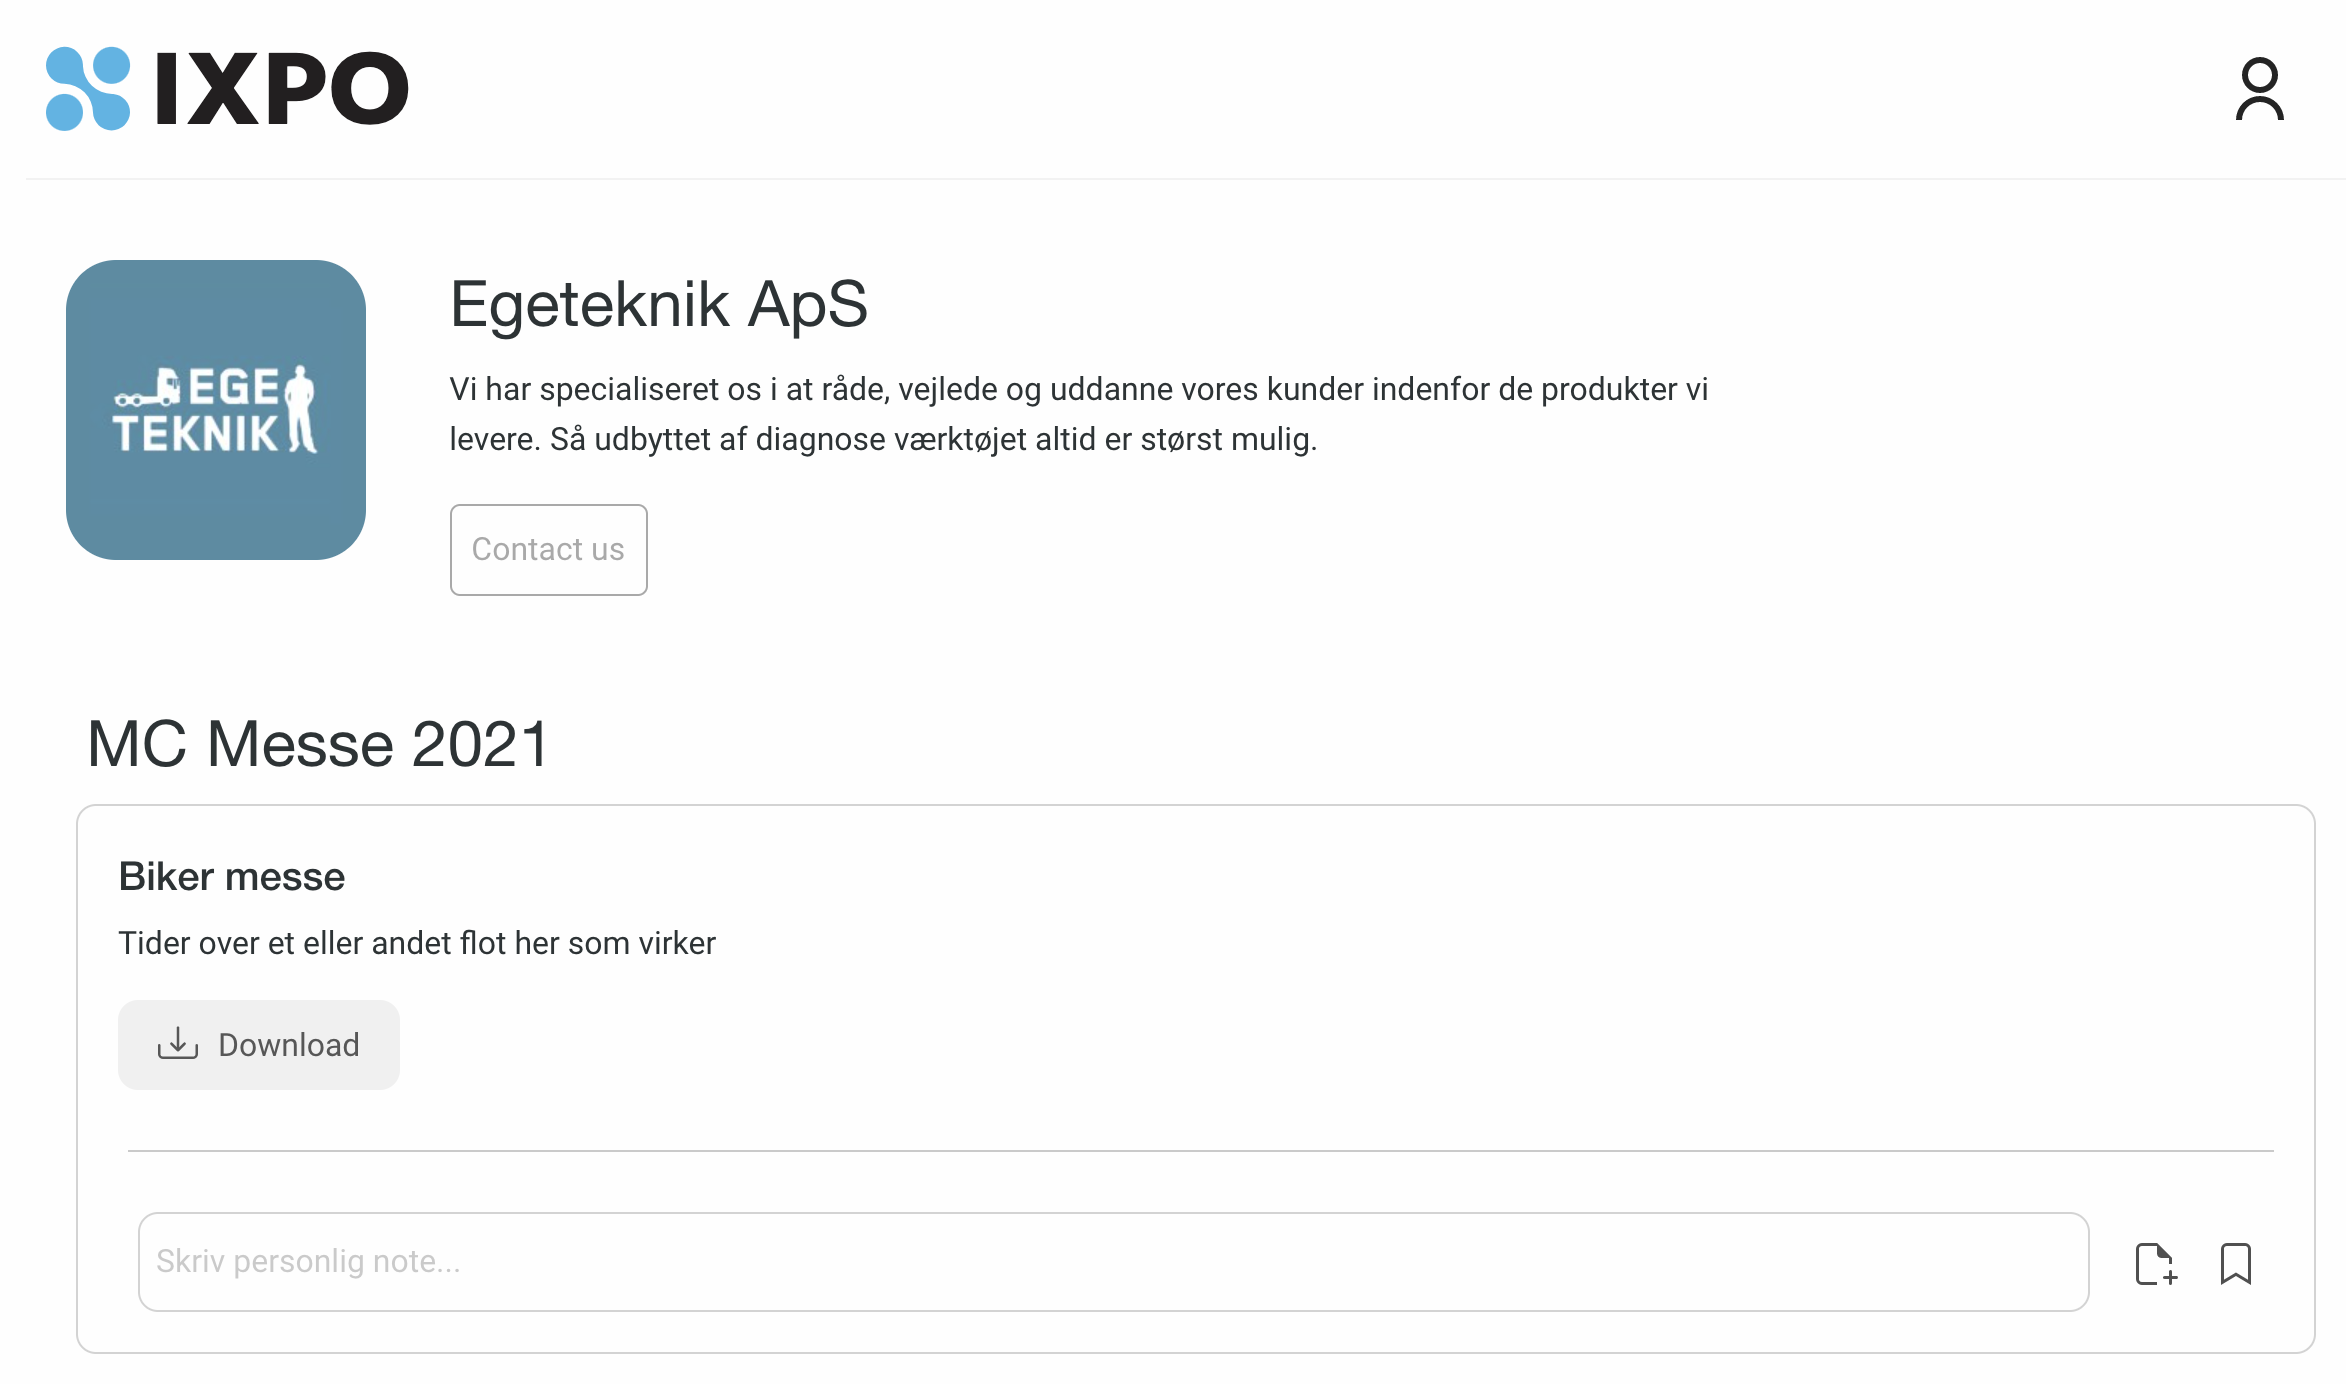 IXPO
EGE
TEKNIK
Egeteknik ApS
Vi har specialiseret os i at råde, vejlede og uddanne vores kunder indenfor de produkter vi
levere. Så udbyttet af diagnose værktøjet altid er størst mulig.
Contact us
MC Messe 2021
Biker messe
Tider over et eller andet flot her som virker
Download
Skriv personlig note...